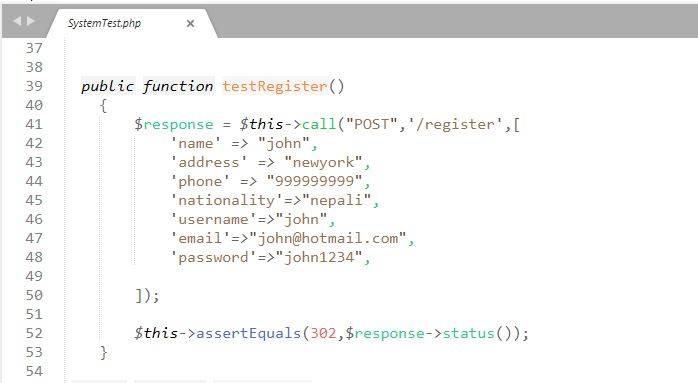 SystemTest.php ×
37
38
39 public function testRegister()
40 {
41 $response = $this->call("POST",'/register',[
42 'name' => "john",
43 'address' => "newyork",
44 'phone' => "999999999",
45 'nationality'=>"nepali",
46 'username'=>"john",
47 'email'=>"john@hotmail.com",
48 'password'=>"john1234",
49
50 ]);
51
52 $this->assertEquals(302,$response->status());
53 }
54